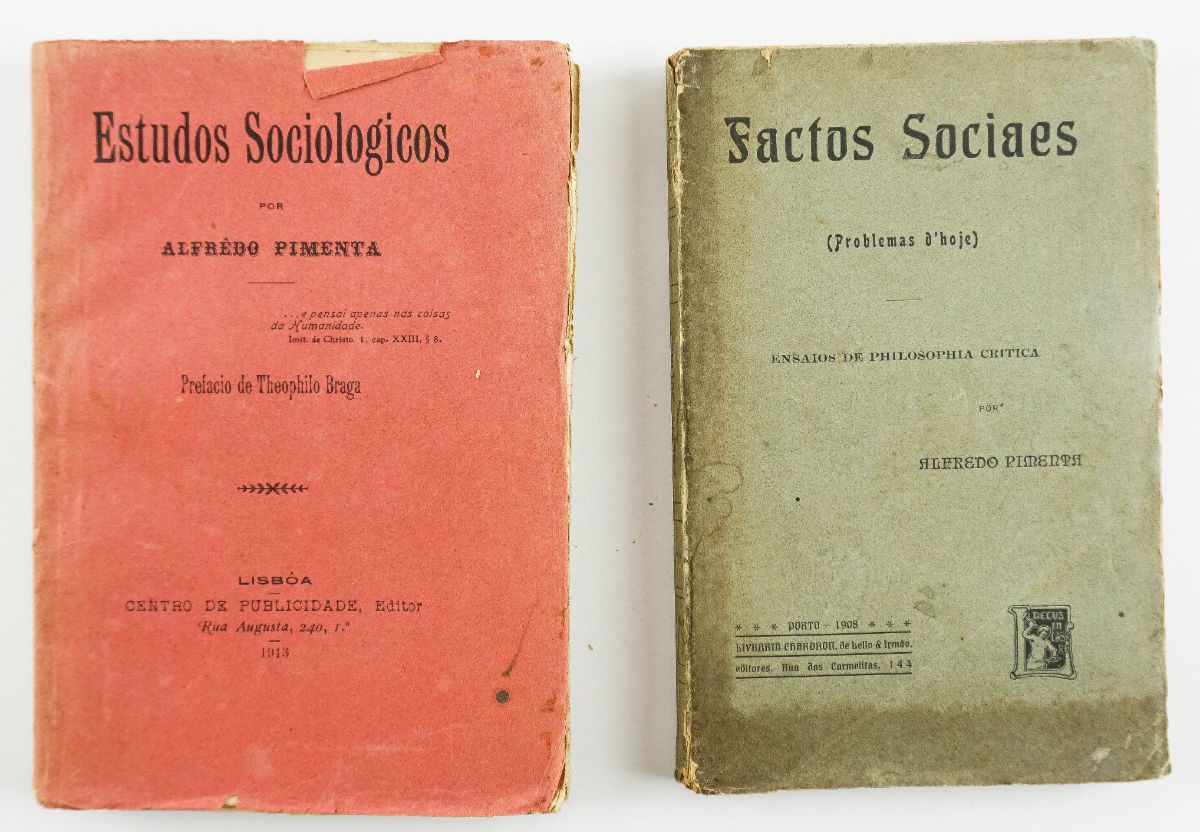 Estudos Sociologicos
POR
ALFRÊDO PIMENTA
...e pensai apenas nas coisas
da Humanidade.
Imit. de Christo. 1, cap. XXIII, § 8.
Prefacio de Theophilo Braga
LISBÔA
CENTRO DE PUBLICIDADE, Editor
Rua Augusta, 240, 1.º
1913
Factos Sociaes
(Problemas d'hoje)
ENSAIOS DE PHILOSOPHIA CRITICA
POR
ALFREDO PIMENTA
* * * PORTO — 1908 * * *
LIVRARIA CHARDRON, de Lello & Irmão,
editores, Rua das Carmelitas, 144
DECUS
IN